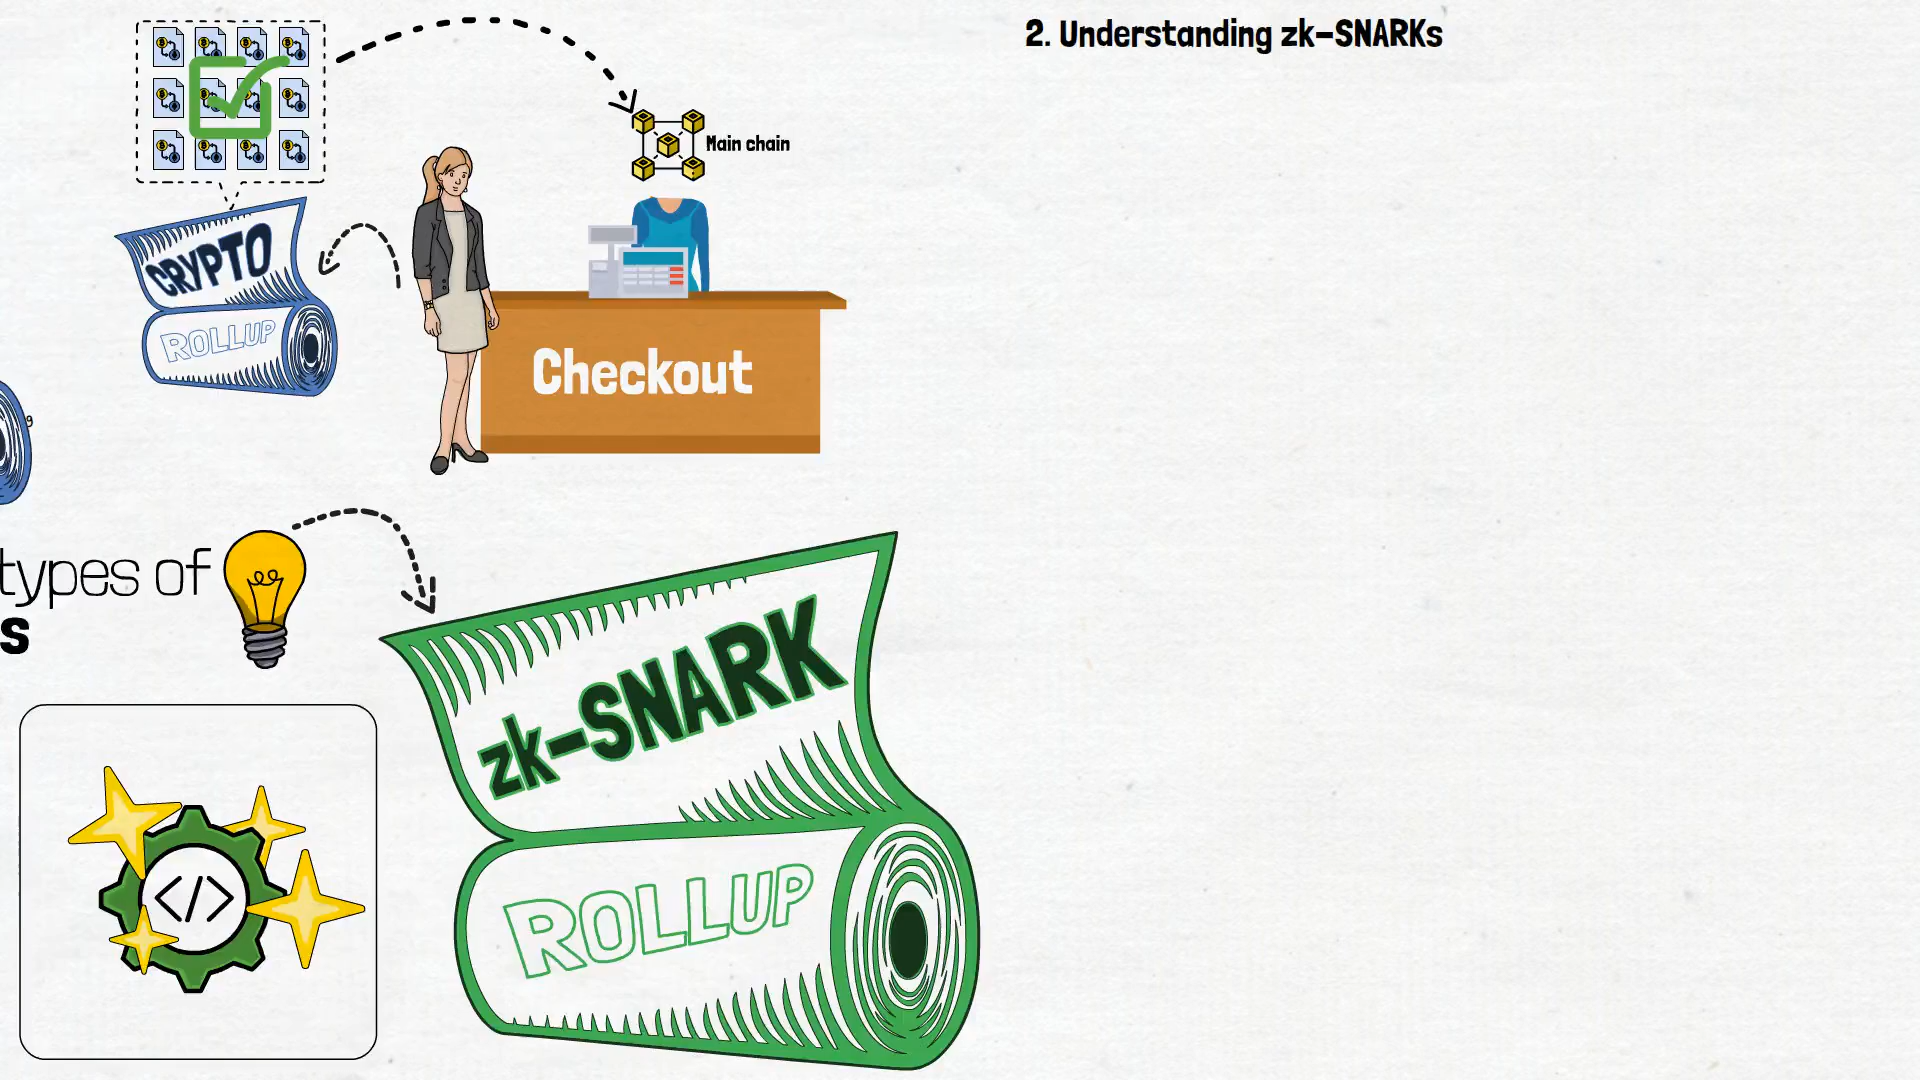 2. Understanding zk-SNARKs
Main chain
CRYPTO
ROLLUP
Checkout
types of
s
zk-SNARK
</>
ROLLUP